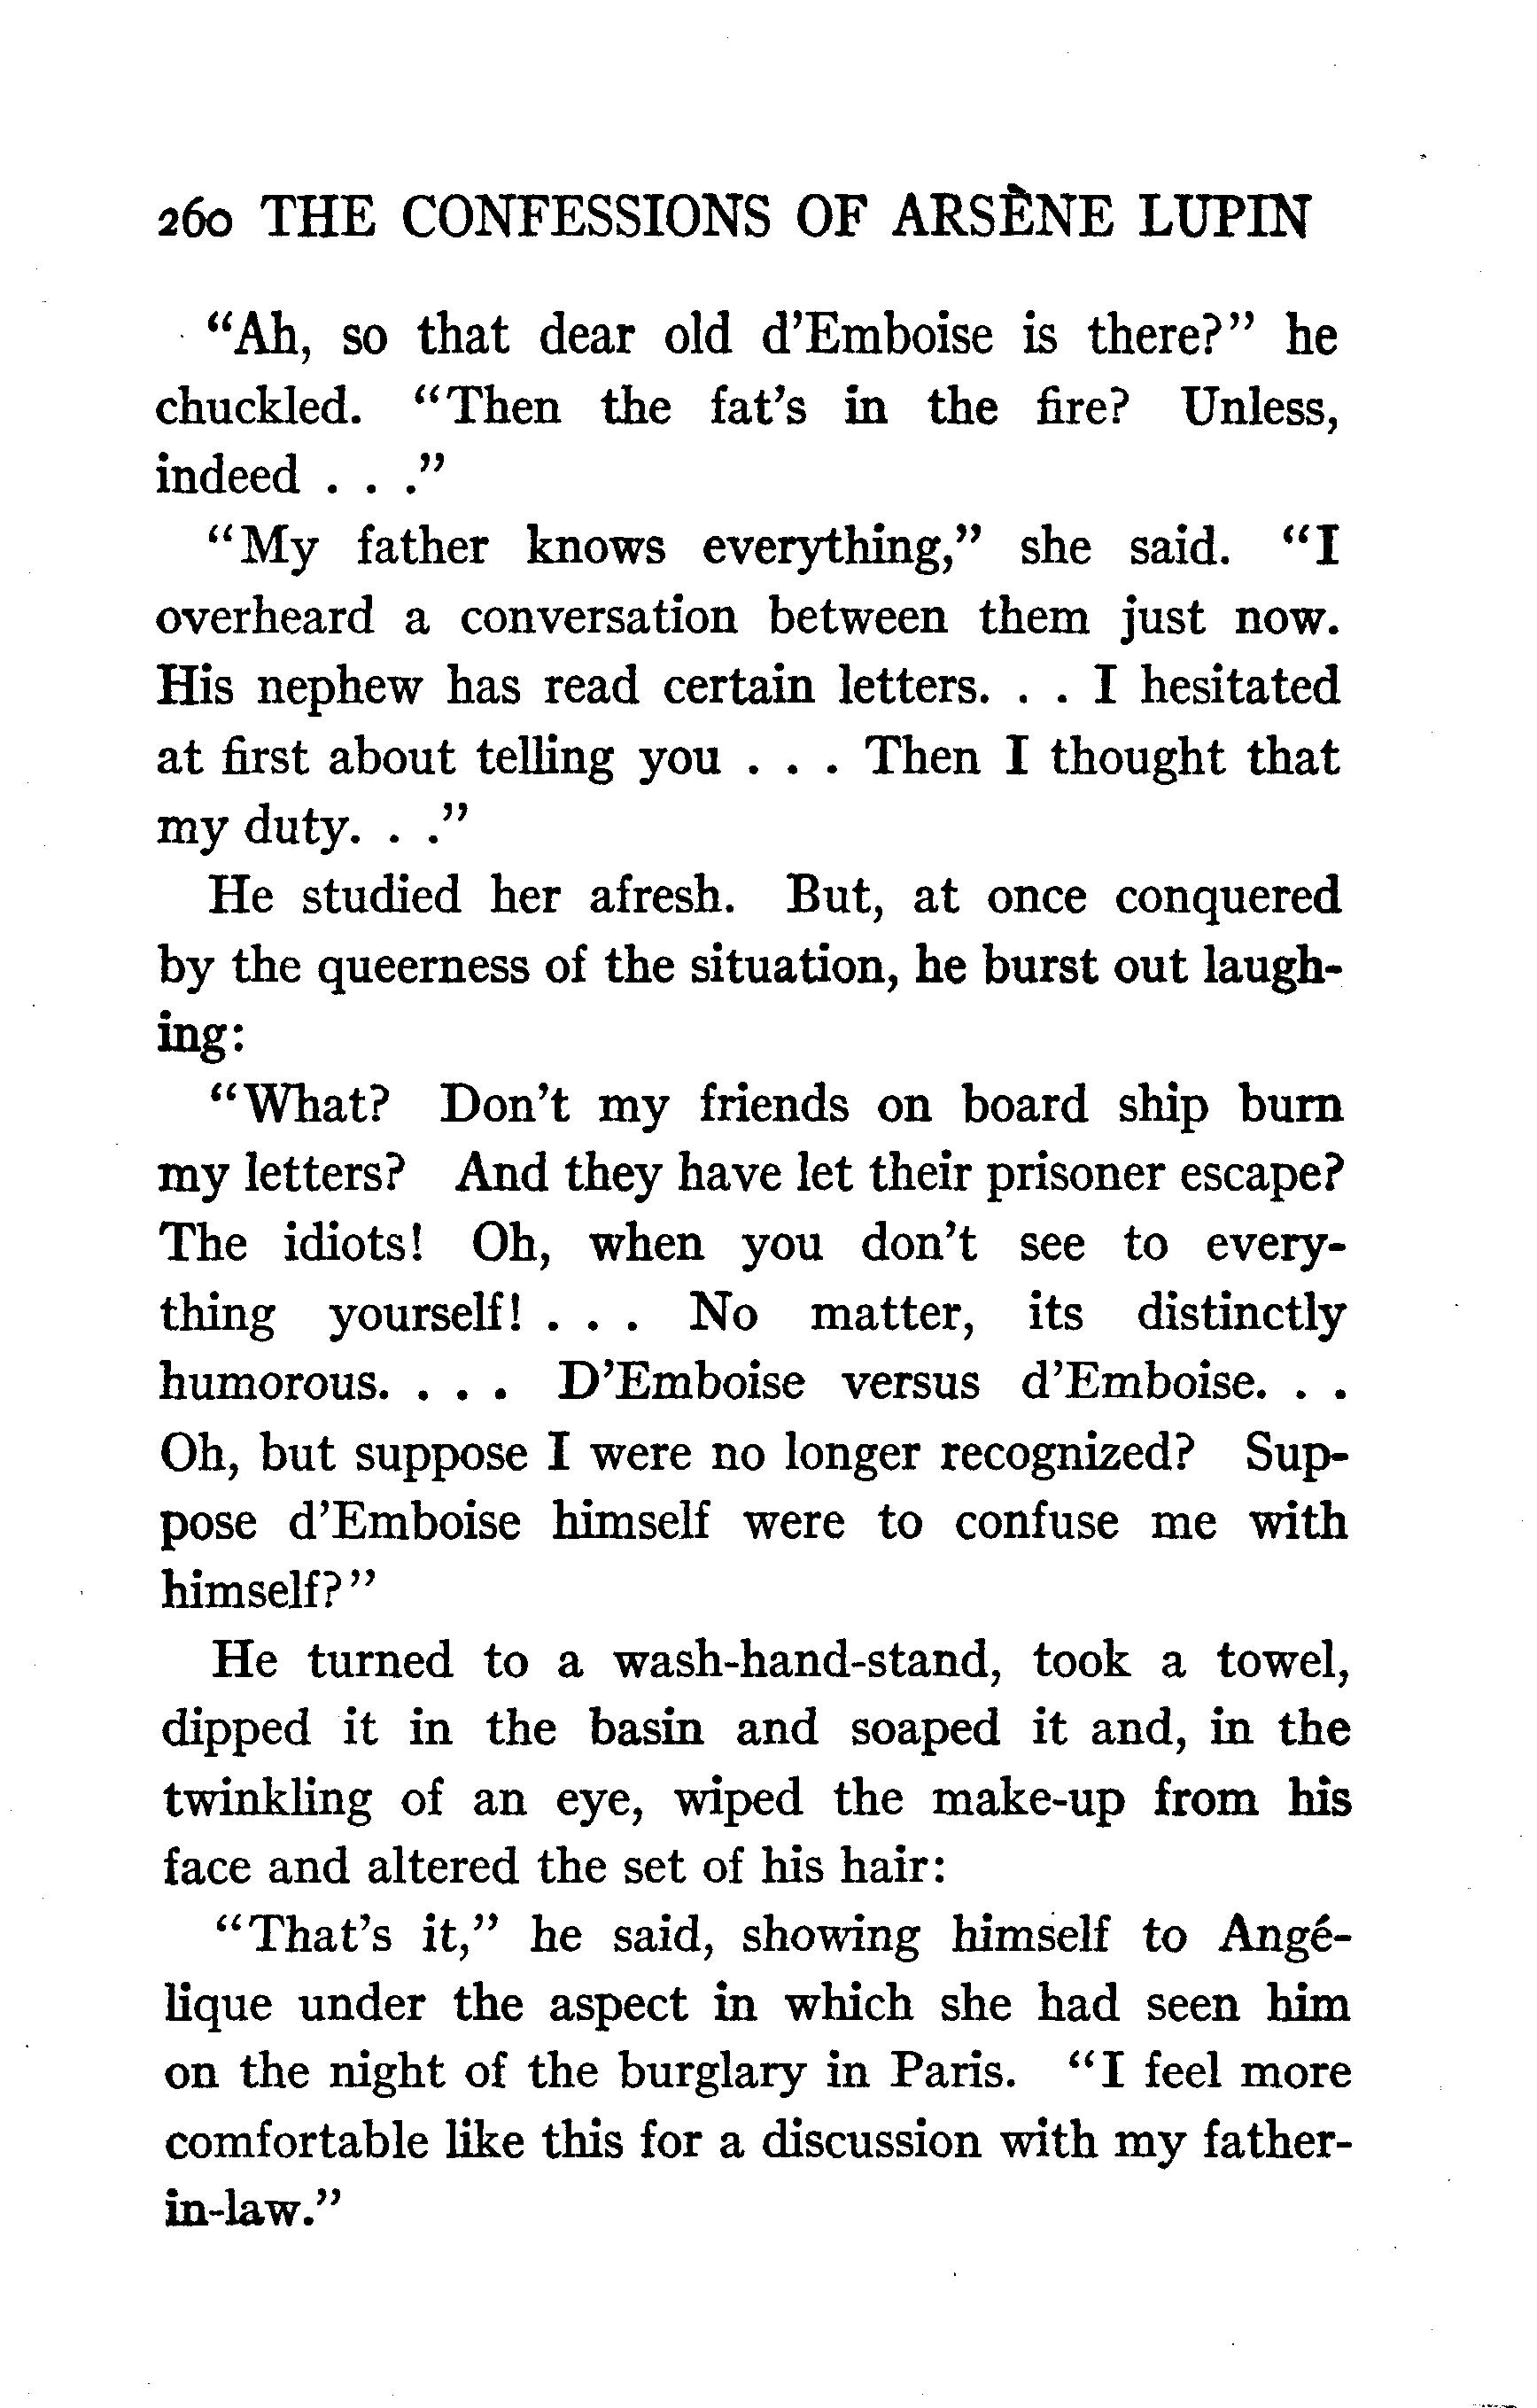 260 THE CONFESSIONS OF ARSÈNE LUPIN
"Ah, so that dear old d'Emboise is there?" he
chuckled. "Then the fat's in the fire? Unless,
indeed . . ."
"My father knows everything," she said. "I
overheard a conversation between them just now.
His nephew has read certain letters. . . I hesitated
at first about telling you . . . Then I thought that
my duty. . ."
He studied her afresh. But, at once conquered
by the queerness of the situation, he burst out laugh-
ing:
"What? Don't my friends on board ship burn
my letters? And they have let their prisoner escape?
The idiots! Oh, when you don't see to every-
thing yourself! . . . No matter, its distinctly
humorous. . . . D'Emboise versus d'Emboise. . .
Oh, but suppose I were no longer recognized? Sup-
pose d'Emboise himself were to confuse me with
himself?"
He turned to a wash-hand-stand, took a towel,
dipped it in the basin and soaped it and, in the
twinkling of an eye, wiped the make-up from his
face and altered the set of his hair:
"That's it," he said, showing himself to Angé-
lique under the aspect in which she had seen him
on the night of the burglary in Paris. "I feel more
comfortable like this for a discussion with my father-
in-law."